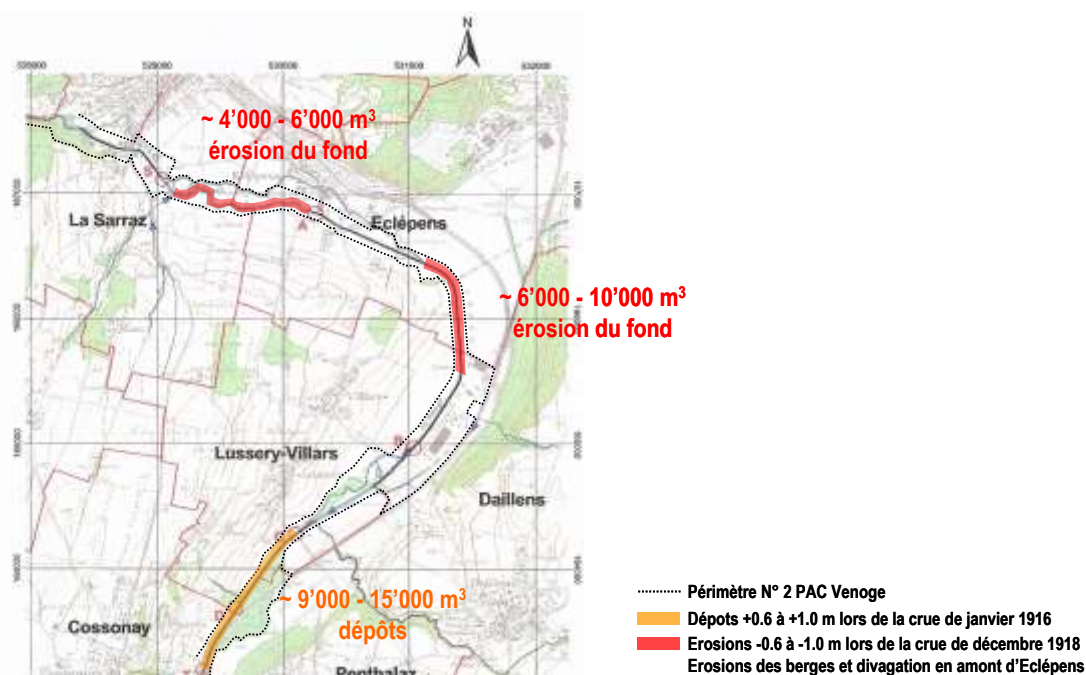 N
~ 4’000 - 6’000 m³
érosion du fond
La Sarraz
Eclépens
A
~ 6’000 - 10’000 m³
érosion du fond
Lussery-Villars
Daillens
~ 9’000 - 15’000 m³
dépôts
Cossonay
Penthalaz
Périmètre N° 2 PAC Venoge
Dépots +0.6 à +1.0 m lors de la crue de janvier 1916
Erosions -0.6 à -1.0 m lors de la crue de décembre 1918
Erosions des berges et divagation en amont d’Eclépens